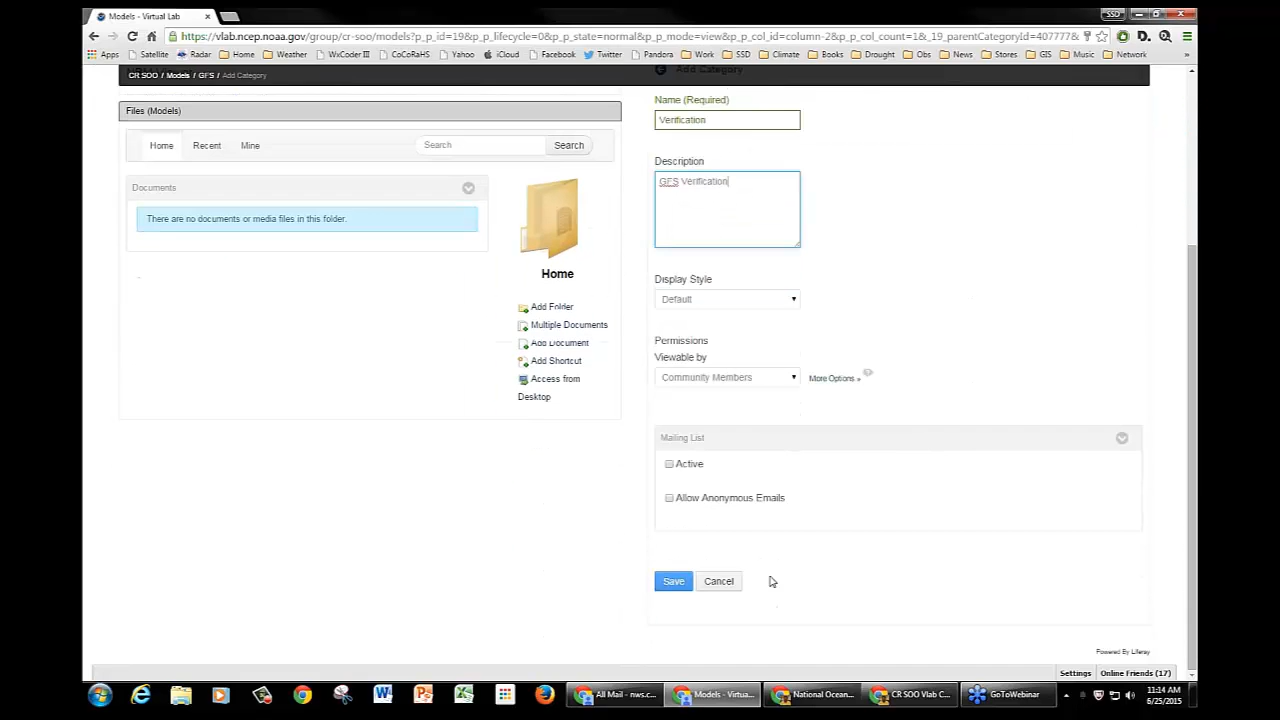 Models - Virtual Lab
SSD
https://vlab.ncep.noaa.gov/group/cr-soo/models?p_p_id=19&p_p_lifecycle=0&p_p_state=normal&p_p_mode=view&p_p_col_id=column-2&p_p_col_count=1&_19_parentCategoryId=407777&
Apps Satellite Radar Home Weather WxCoder III CoCoRaHS Yahoo iCloud Facebook Twitter Pandora Work SSD Climate Books Drought Obs News Stores GIS Music Network
CR SOO / Models / GFS / Add Category
Add Category
Files (Models)
Home Recent Mine Search Search
Documents
There are no documents or media files in this folder.
Home
Add Folder
Multiple Documents
Add Document
Add Shortcut
Access from
Desktop
Name (Required)
Verification
Description
GFS Verification
Display Style
Default
Permissions
Viewable by
Community Members More Options »
Mailing List
Active
Allow Anonymous Emails
Save Cancel
Powered By Liferay
Settings Online Friends (17)
All Mail - nws.c... Models - Virtua... National Ocean... CR SOO Vlab C... GoToWebinar
11:14 AM
6/25/2015